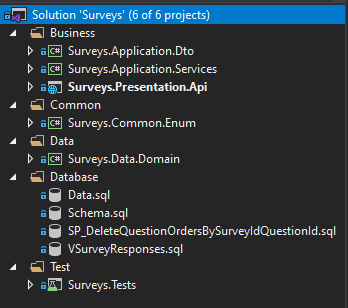 Solution 'Surveys' (6 of 6 projects)
Business
C# Surveys.Application.Dto
C# Surveys.Application.Services
Surveys.Presentation.Api
Common
C# Surveys.Common.Enum
Data
C# Surveys.Data.Domain
Database
Data.sql
Schema.sql
SP_DeleteQuestionOrdersBySurveyIdQuestionId.sql
VSurveyResponses.sql
Test
Surveys.Tests